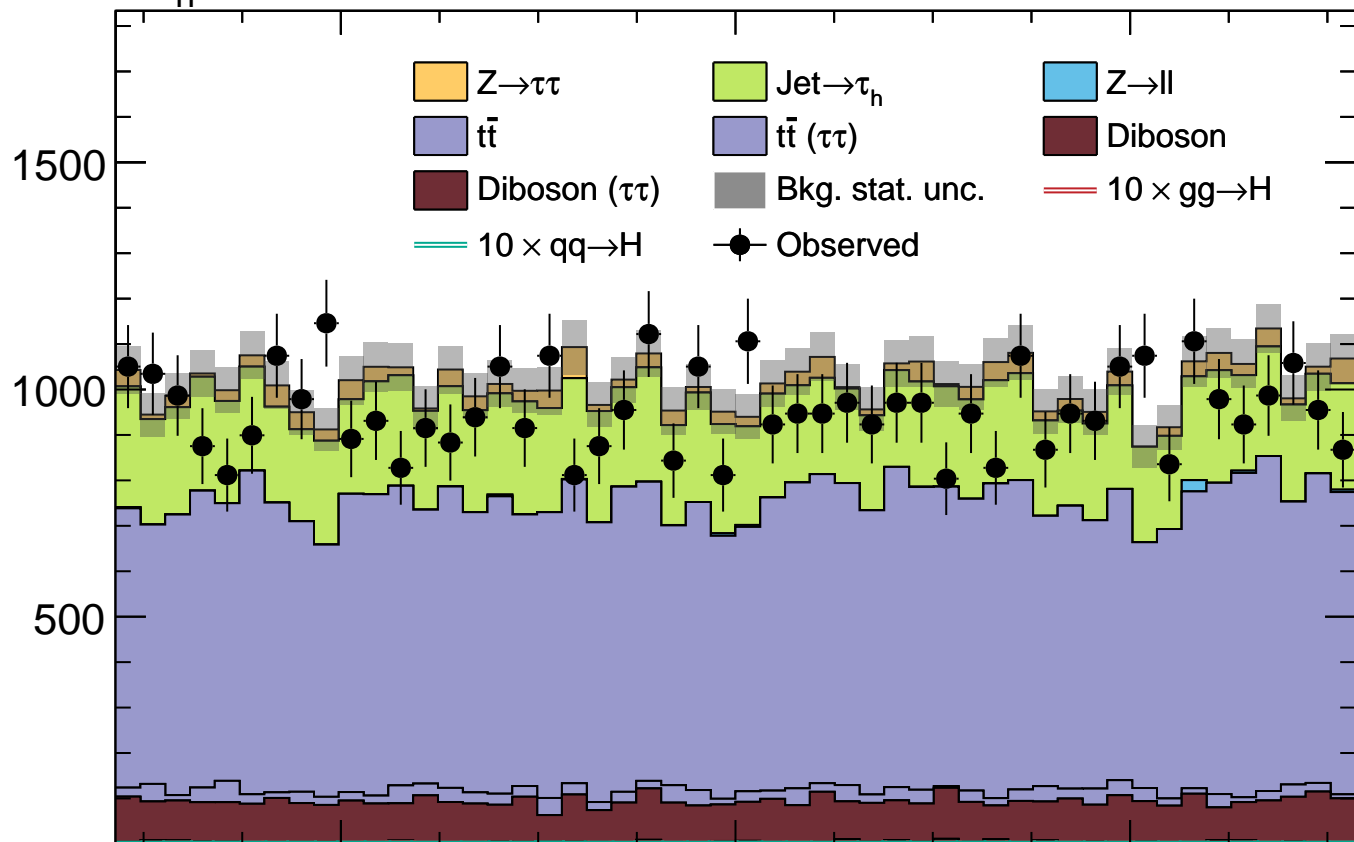 Z→ττ Jet→τh Z→ll
tt̄ tt̄ (ττ) Diboson
Diboson (ττ) Bkg. stat. unc. 10 × gg→H
10 × qq→H Observed
1500
1000
500